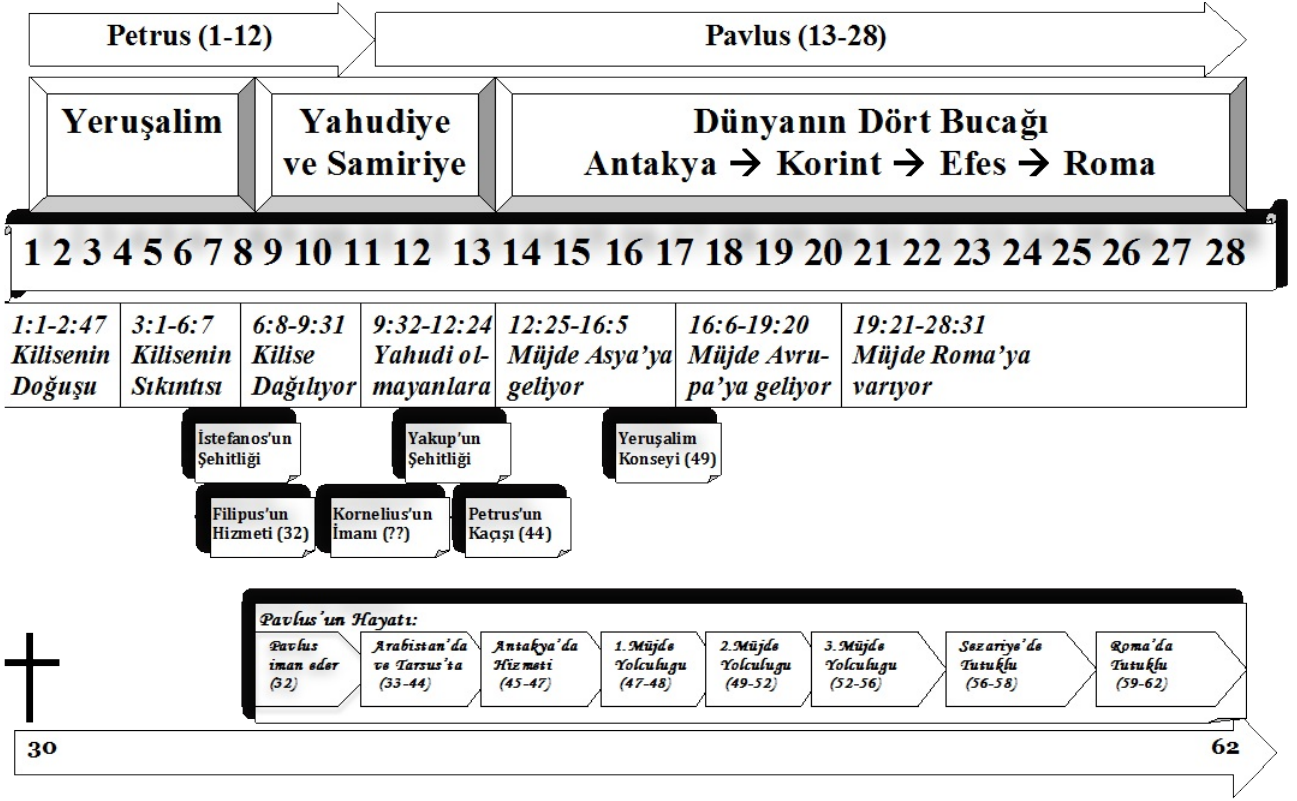 Petrus (1-12)
Pavlus (13-28)
Yeruşalim
Yahudiye
ve Samiriye
Dünyanın Dört Bucağı
Antakya → Korint → Efes → Roma
1 2 3 4 5 6 7 8 9 10 11 12 13 14 15 16 17 18 19 20 21 22 23 24 25 26 27 28
1:1-2:47
Kilisenin
Doğuşu
3:1-6:7
Kilisenin
Sıkıntısı
6:8-9:31
Kilise
Dağılıyor
9:32-12:24
Yahudi ol-
mayanlara
12:25-16:5
Müjde Asya’ya
geliyor
16:6-19:20
Müjde Avru-
pa’ya geliyor
19:21-28:31
Müjde Roma’ya
varıyor
İstefanos’un
Şehitliği
Yakup’un
Şehitliği
Yeruşalim
Konseyi (49)
Filipus’un
Hizmeti (32)
Kornelius’un
İmanı (??)
Petrus’un
Kaçışı (44)
Pavlus’un Hayatı:
Pavlus
iman eder
(32)
Arabistan’da
ve Tarsus’ta
(33-44)
Antakya’da
Hizmeti
(45-47)
1.Müjde
Yolculugu
(47-48)
2.Müjde
Yolculugu
(49-52)
3.Müjde
Yolculugu
(52-56)
Sezariye’de
Tutuklu
(56-58)
Roma’da
Tutuklu
(59-62)
30
62